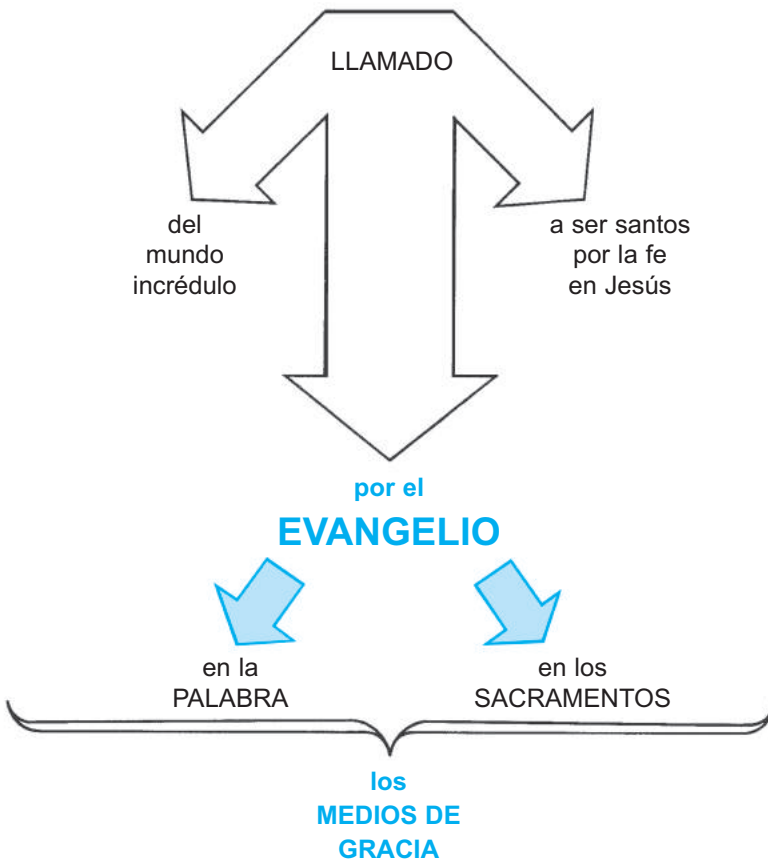 LLAMADO
del
mundo
incrédulo
a ser santos
por la fe
en Jesús
por el
EVANGELIO
en la
PALABRA
en los
SACRAMENTOS
los
MEDIOS DE
GRACIA